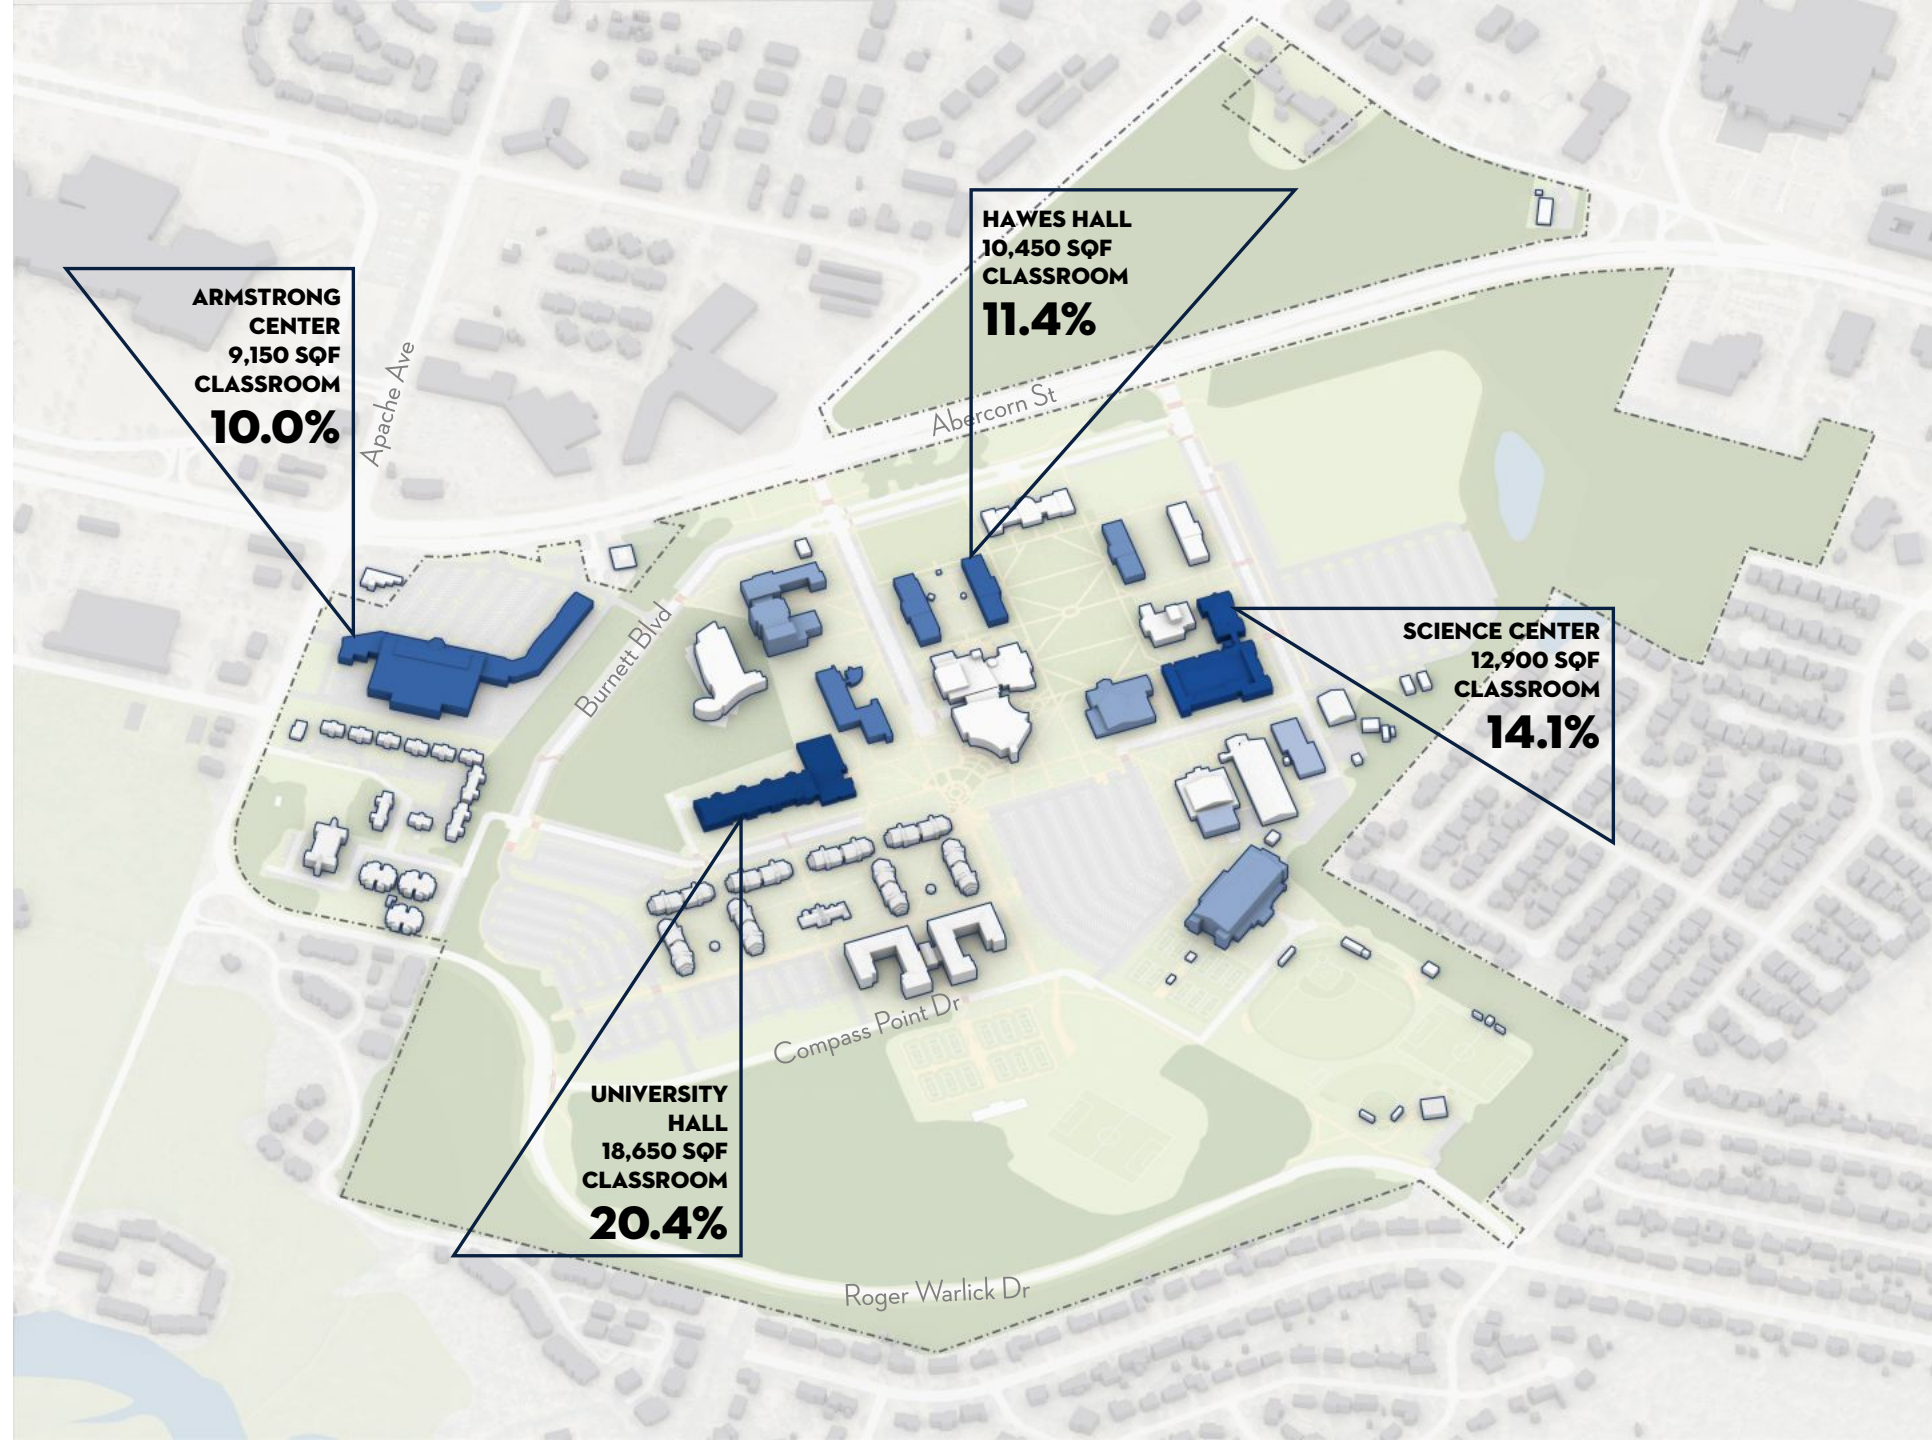 HAWES HALL
10,450 SQF
CLASSROOM
11.4%
ARMSTRONG
CENTER
9,150 SQF
CLASSROOM
10.0%
Apache Ave
Abercorn St
Burnett Blvd
SCIENCE CENTER
12,900 SQF
CLASSROOM
14.1%
Compass Point Dr
UNIVERSITY
HALL
18,650 SQF
CLASSROOM
20.4%
Roger Warlick Dr